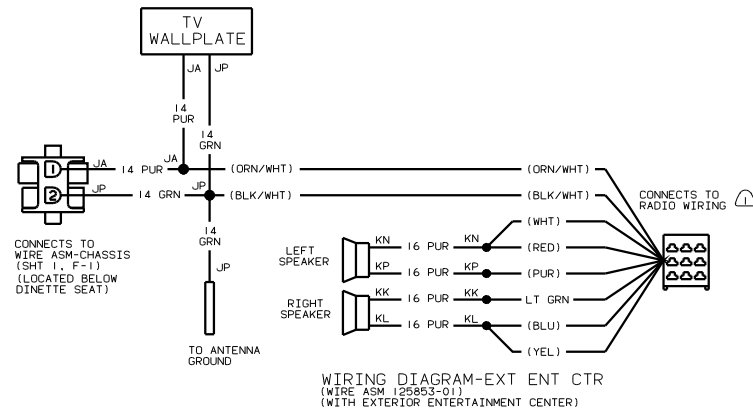 TV
WALLPLATE
JA
JP
14
PUR
14
GRN
JA
14 PUR
JA
(ORN/WHT)
(ORN/WHT)
1
JP
14 GRN
JP
(BLK/WHT)
(BLK/WHT)
2
CONNECTS TO
RADIO WIRING
1
CONNECTS TO
WIRE ASM-CHASSIS
(SHT 1, F-1)
(LOCATED BELOW
DINETTE SEAT)
14
GRN
JP
TO ANTENNA
GROUND
LEFT
SPEAKER
(WHT)
KN
16 PUR
KN
(RED)
KP
16 PUR
KP
(PUR)
RIGHT
SPEAKER
KK
16 PUR
KK
LT GRN
KL
16 PUR
KL
(BLU)
(YEL)
WIRING DIAGRAM-EXT ENT CTR
(WIRE ASM 125853-01)
(WITH EXTERIOR ENTERTAINMENT CENTER)